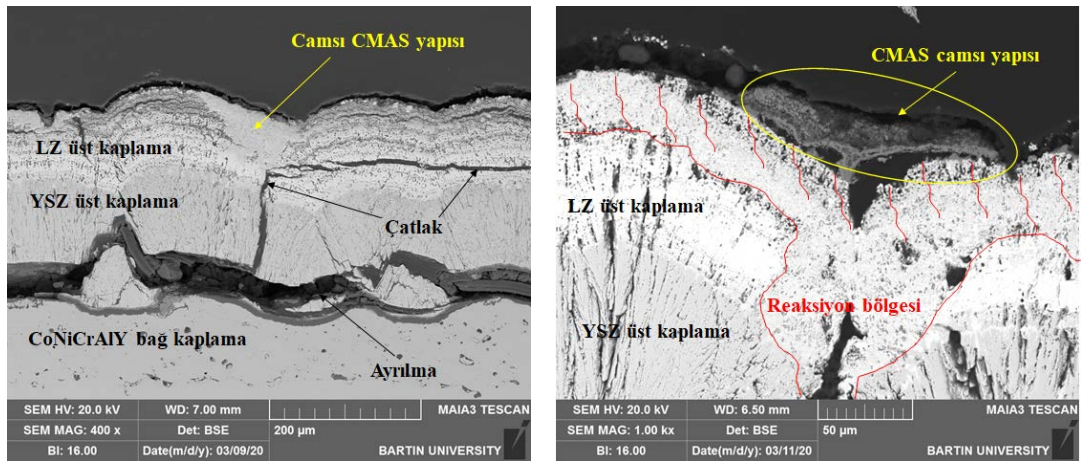 Camsı CMAS yapısı
LZ üst kaplama
YSZ üst kaplama
Çatlak
CoNiCrAlY bağ kaplama
Ayrılma
SEM HV: 20.0 kV WD: 7.00 mm MAIA3 TESCAN
SEM MAG: 400 x Det: BSE 200 µm
BI: 16.00 Date(m/d/y): 03/09/20 BARTIN UNIVERSITY
CMAS camsı yapısı
LZ üst kaplama
Reaksiyon bölgesi
YSZ üst kaplama
SEM HV: 20.0 kV WD: 6.50 mm MAIA3 TESCAN
SEM MAG: 1.00 kx Det: BSE 50 µm
BI: 16.00 Date(m/d/y): 03/11/20 BARTIN UNIVERSITY